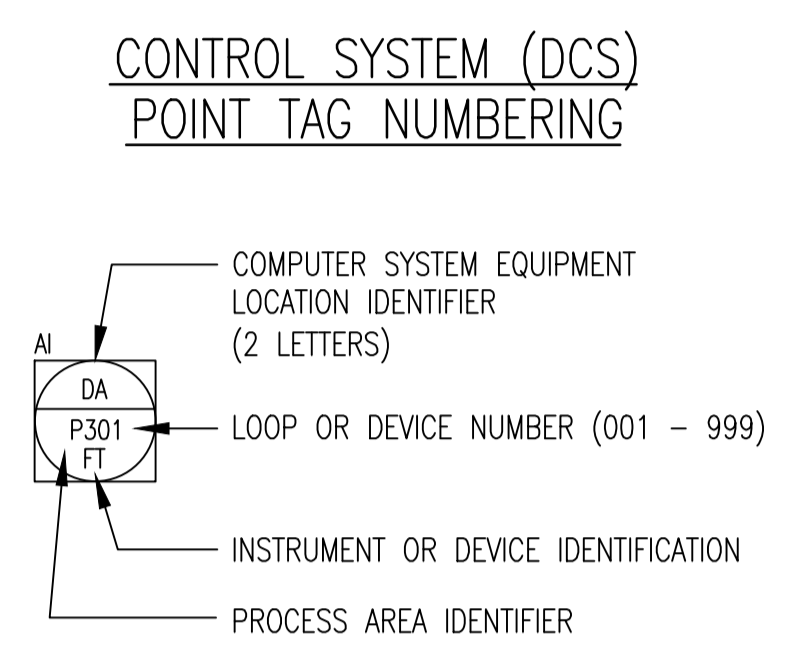 CONTROL SYSTEM (DCS)
POINT TAG NUMBERING
COMPUTER SYSTEM EQUIPMENT
LOCATION IDENTIFIER
(2 LETTERS)
AI
DA
P301
FT
LOOP OR DEVICE NUMBER (001 – 999)
INSTRUMENT OR DEVICE IDENTIFICATION
PROCESS AREA IDENTIFIER